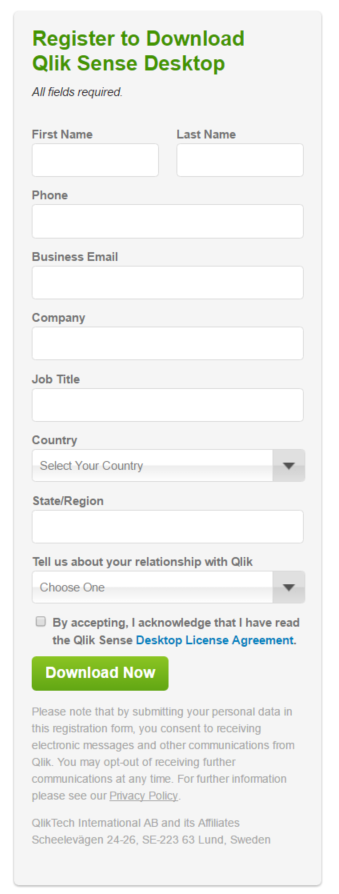 Register to Download
Qlik Sense Desktop
All fields required.
First Name Last Name
Phone
Business Email
Company
Job Title
Country
Select Your Country
State/Region
Tell us about your relationship with Qlik
Choose One
By accepting, I acknowledge that I have read
the Qlik Sense Desktop License Agreement.
Download Now
Please note that by submitting your personal data in
this registration form, you consent to receiving
electronic messages and other communications from
Qlik. You may opt-out of receiving further
communications at any time. For further information
please see our Privacy Policy.
QlikTech International AB and its Affiliates
Scheelevägen 24-26, SE-223 63 Lund, Sweden